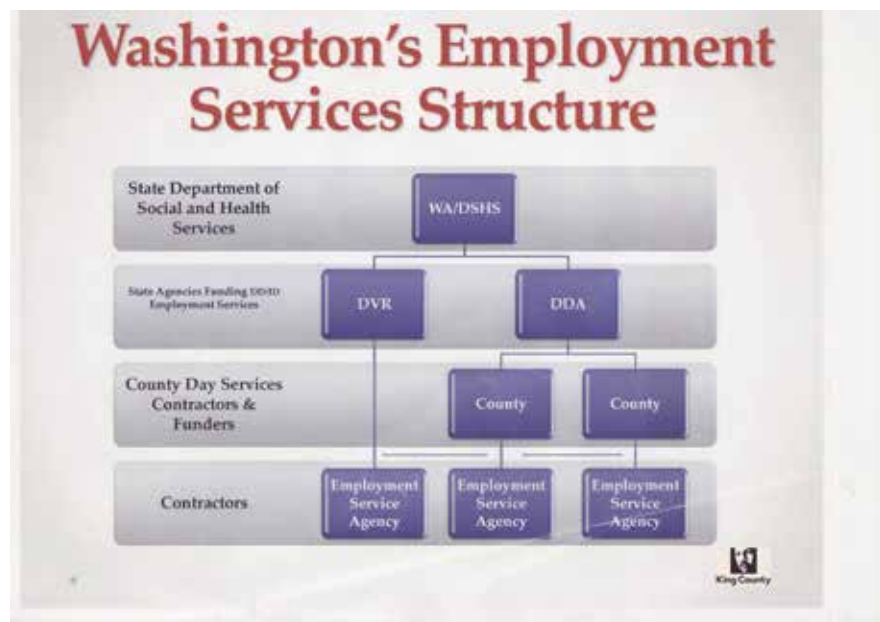 Washington's Employment
Services Structure
State Department of
Social and Health
Services
WA/DSHS
State Agencies Funding DD/ID
Employment Services
DVR
DDA
County Day Services
Contractors &
Funders
County
County
Contractors
Employment
Service
Agency
Employment
Service
Agency
Employment
Service
Agency
King County